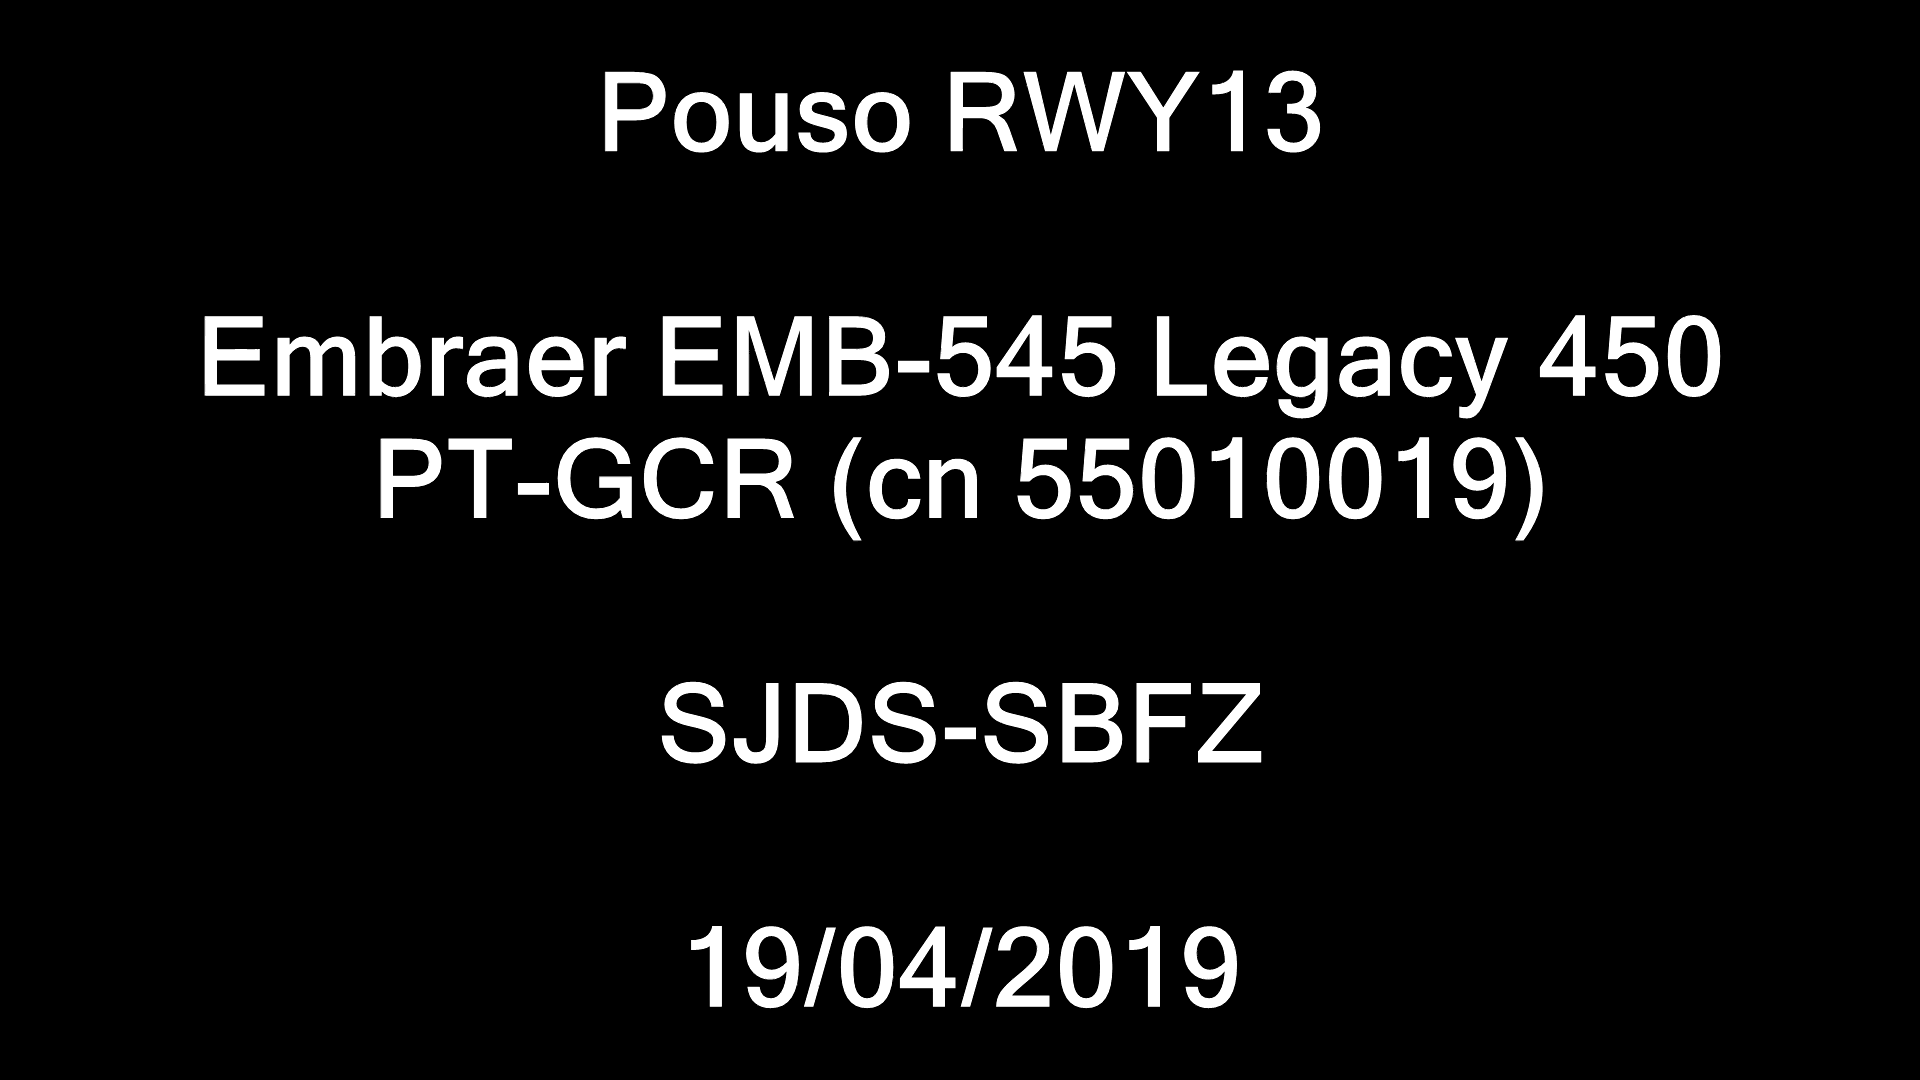 Pouso RWY13
Embraer EMB-545 Legacy 450
PT-GCR (cn 55010019)
SJDS-SBFZ
19/04/2019